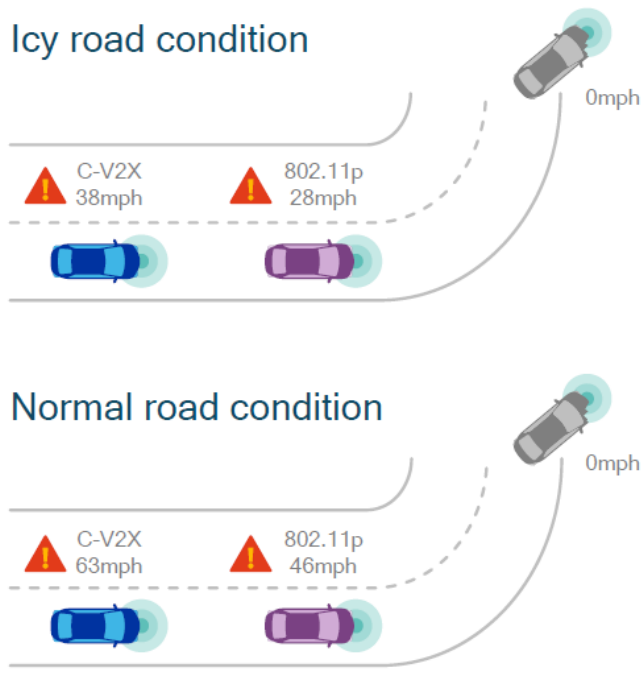 Icy road condition
0mph
C-V2X
38mph
802.11p
28mph
Normal road condition
0mph
C-V2X
63mph
802.11p
46mph